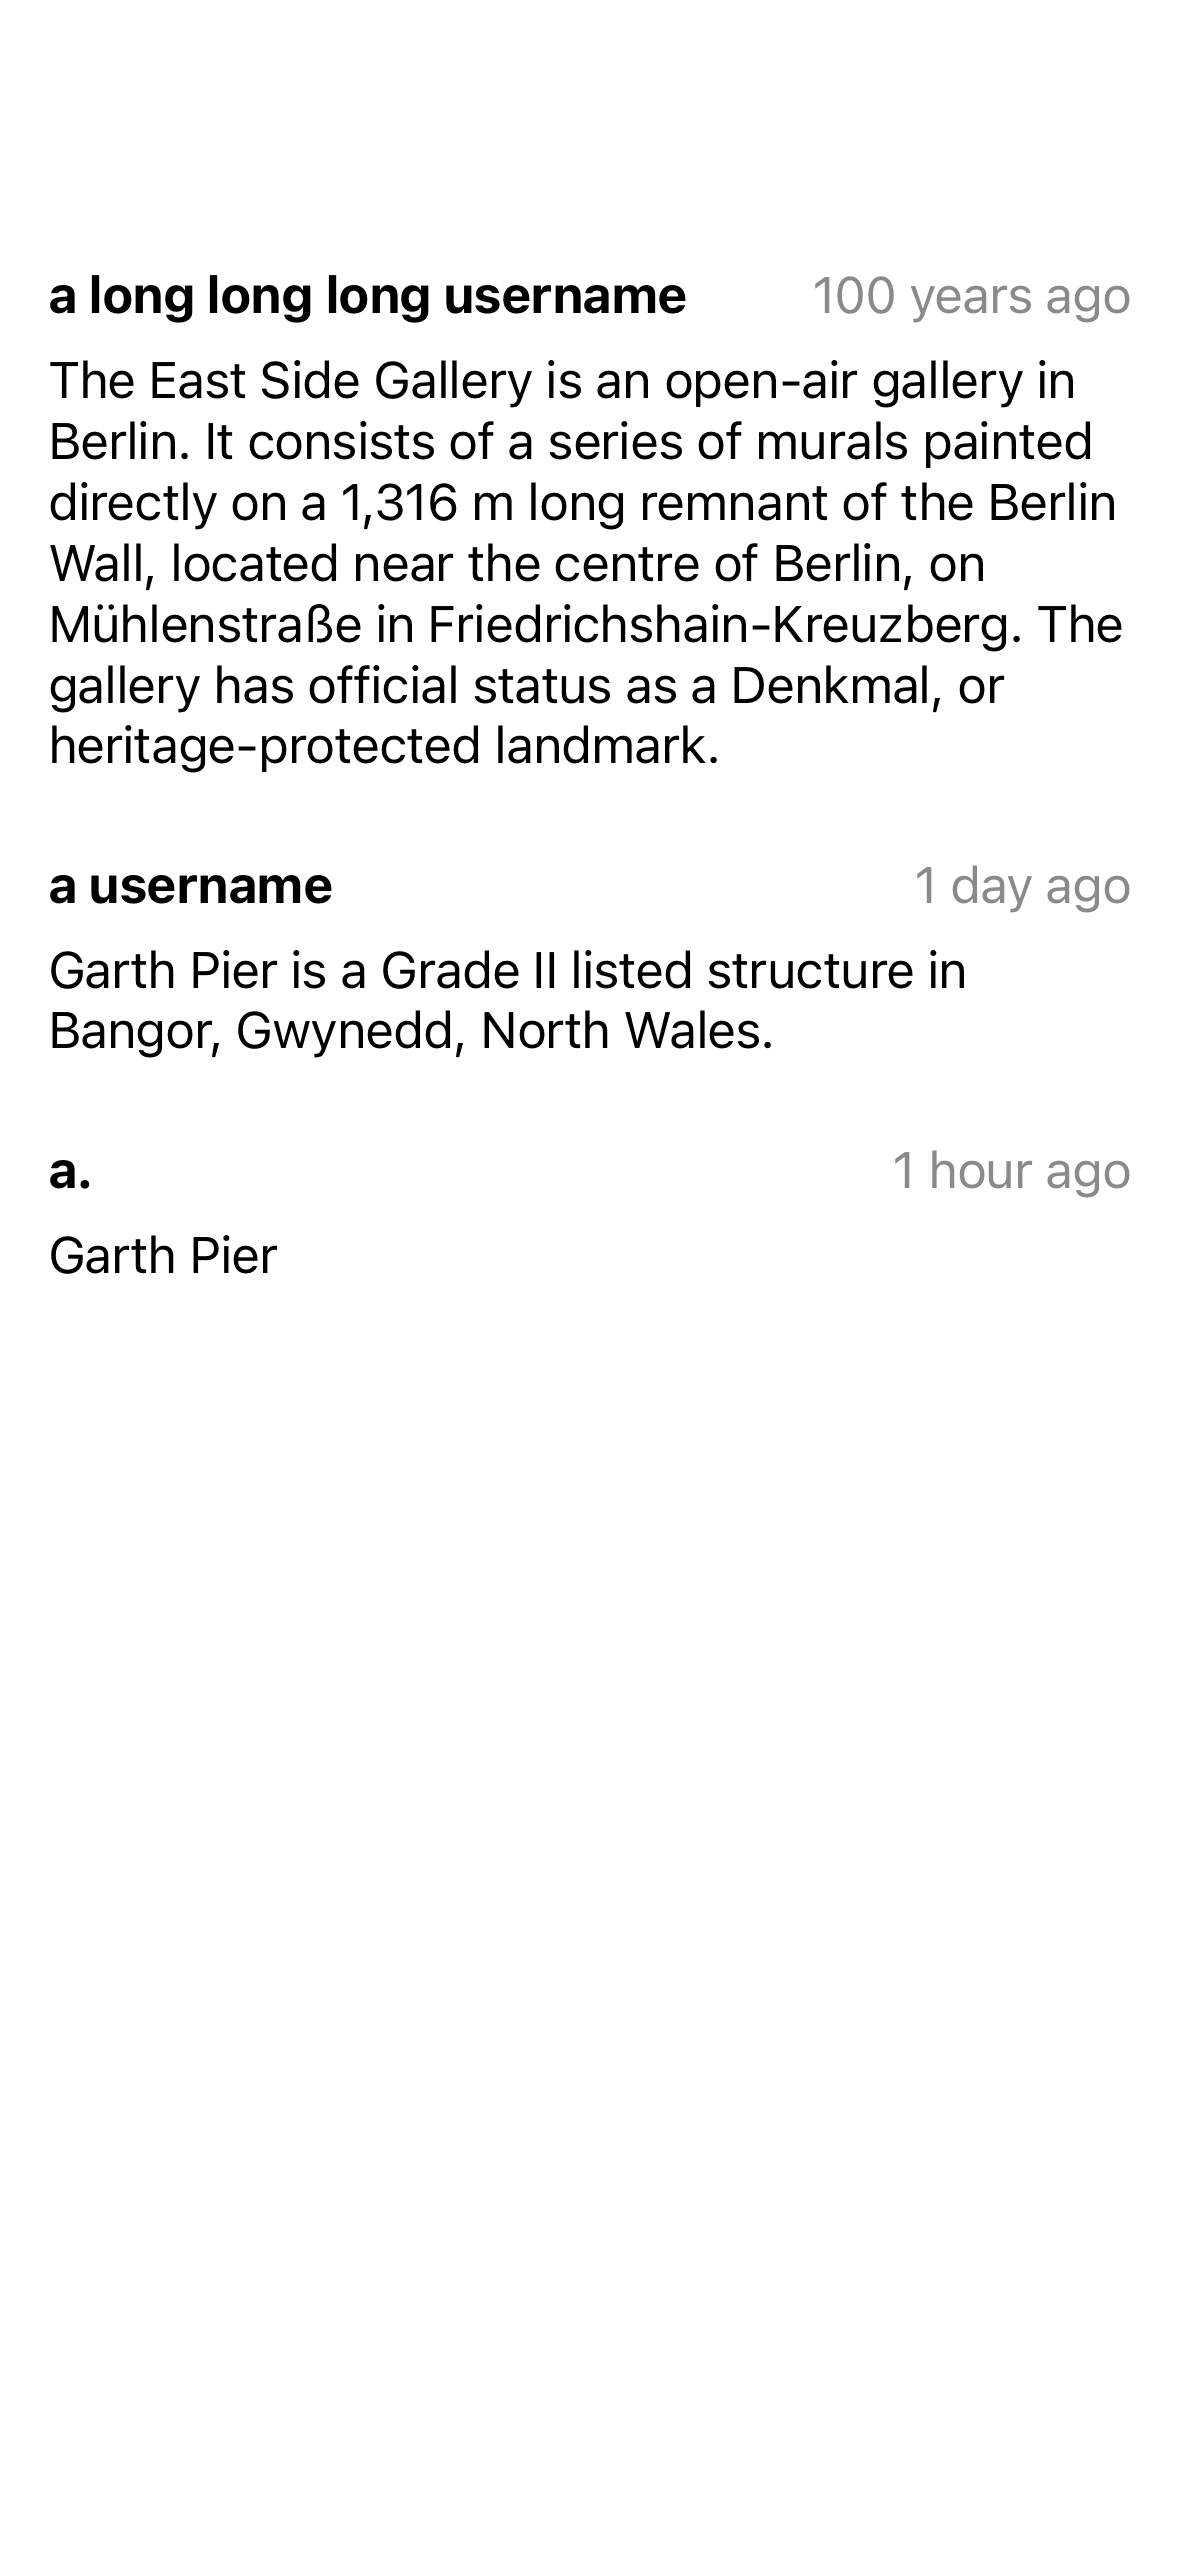 a long long long username 100 years ago
The East Side Gallery is an open-air gallery in
Berlin. It consists of a series of murals painted
directly on a 1,316 m long remnant of the Berlin
Wall, located near the centre of Berlin, on
Mühlenstraße in Friedrichshain-Kreuzberg. The
gallery has official status as a Denkmal, or
heritage-protected landmark.
a username 1 day ago
Garth Pier is a Grade II listed structure in
Bangor, Gwynedd, North Wales.
a. 1 hour ago
Garth Pier